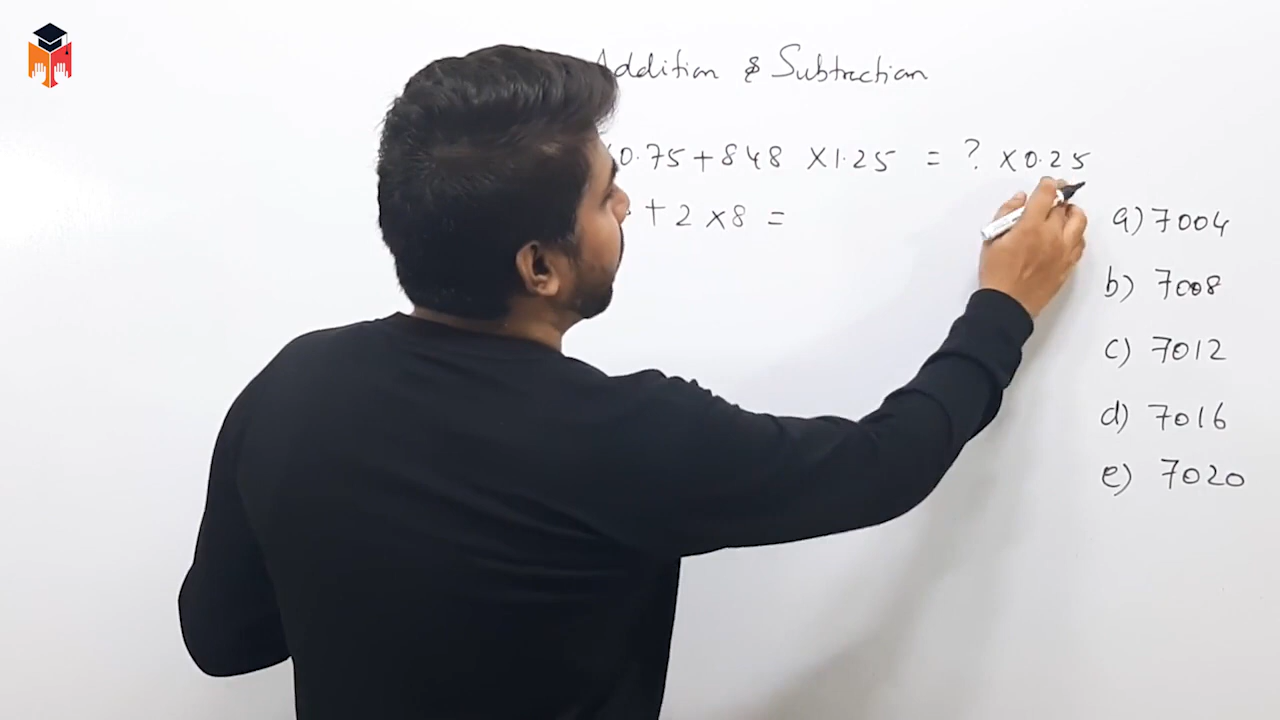 Addition & Subtraction
0.75 + 848 × 1.25 = ? × 0.25
+ 2 × 8 =
a) 7004
b) 7008
c) 7012
d) 7016
e) 7020